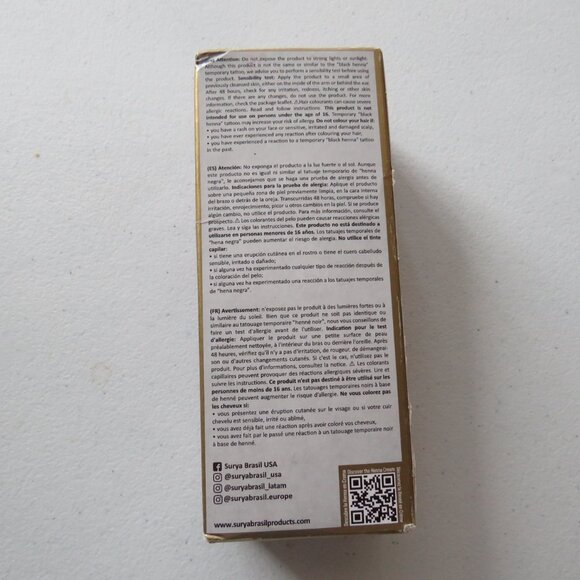 Attention: Do not expose the product to strong lights or sunlight.
Although this product is not the same or similar to the "black henna"
temporary tattoo, we advise you to perform a sensibility test before using
the product. Sensibility test: Apply the product to a small area of
previously cleansed skin, either on the inside of the arm or behind the ear.
After 48 hours, check for any irritation, redness, itching or other skin
changes. If there are any changes, do not use the product. For more
information, check the package leaflet. ⚠ Hair colourants can cause severe
allergic reactions. Read and follow instructions. This product is not
intended for use on persons under the age of 16. Temporary "black
henna" tattoos may increase your risk of allergy. Do not colour your hair if:
• you have a rash on your face or sensitive, irritated and damaged scalp,
• you have ever experienced any reaction after colouring your hair,
• you have experienced a reaction to a temporary "black henna" tattoo
in the past.
(ES) Atención: No exponga el producto a la luz fuerte o al sol. Aunque
este producto no es igual ni similar al tatuaje temporario de "henna
negra", le aconsejamos que se haga una prueba de alergia antes de
utilizarlo. Indicaciones para la prueba de alergia: Aplique el producto
sobre una pequeña zona de piel previamente limpia, en la cara interna
del brazo o detrás de la oreja. Transcurridas 48 horas, compruebe si hay
irritación, enrojecimiento, picor u otros cambios en la piel. Si se produce
algún cambio, no utilice el producto. Para más información, consulte el
prospecto. ⚠ Los colorantes del pelo pueden causar reacciones alérgicas
graves. Lea y siga las instrucciones. Este producto no está destinado a
utilizarse en personas menores de 16 años. Los tatuajes temporales de
"hena negra" pueden aumentar el riesgo de alergia. No utilice el tinte
capilar:
• si tiene una erupción cutánea en el rostro o tiene el cuero cabelludo
sensible, irritado o dañado;
• si alguna vez ha experimentado cualquier tipo de reacción después de
la coloración del pelo;
• si alguna vez ha experimentado una reacción a los tatuajes temporales
de "hena negra".
(FR) Avertissement: n'exposez pas le produit à des lumières fortes ou à
la lumière du soleil. Bien que ce produit ne soit pas identique ou
similaire au tatouage temporaire "henné noir", nous vous conseillons de
faire un test d'allergie avant de l'utiliser. Indication pour le test
d'allergie: Appliquer le produit sur une petite surface de peau
préalablement nettoyée, à l'intérieur du bras ou derrière l'oreille. Après
48 heures, vérifiez qu'il n'y a pas d'irritation, de rougeur, de démangeai-
son ou d'autres changements cutanés. Si c'est le cas, n'utilisez pas le
produit. Pour plus d'informations, consultez la notice. ⚠ Les colorants
capillaires peuvent provoquer des réactions allergiques sévères. Lire et
suivre les instructions. Ce produit n'est pas destiné à être utilisé sur les
personnes de moins de 16 ans. Les tatouages temporaires noirs à base
de henné peuvent augmenter le risque d'allergie. Ne vous colorez pas
les cheveux si:
• vous présentez une éruption cutanée sur le visage ou si votre cuir
chevelu est sensible, irrité ou abîmé,
• vous avez déjà fait une réaction après avoir coloré vos cheveux,
• vous avez par le passé fait une réaction à un tatouage temporaire noir
à base de henné.
Surya Brasil USA
@suryabrasil_usa
@suryabrasil_latam
@suryabrasil.europe
www.suryabrasilproducts.com
Discover the Henna Cream